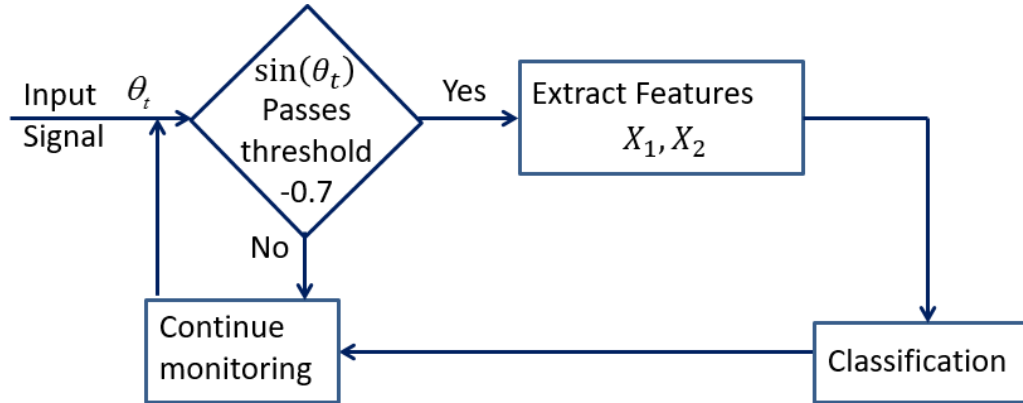 Input θₜ
Signal
sin(θₜ)
Passes
threshold
-0.7
Yes
No
Extract Features
X₁, X₂
Continue
monitoring
Classification